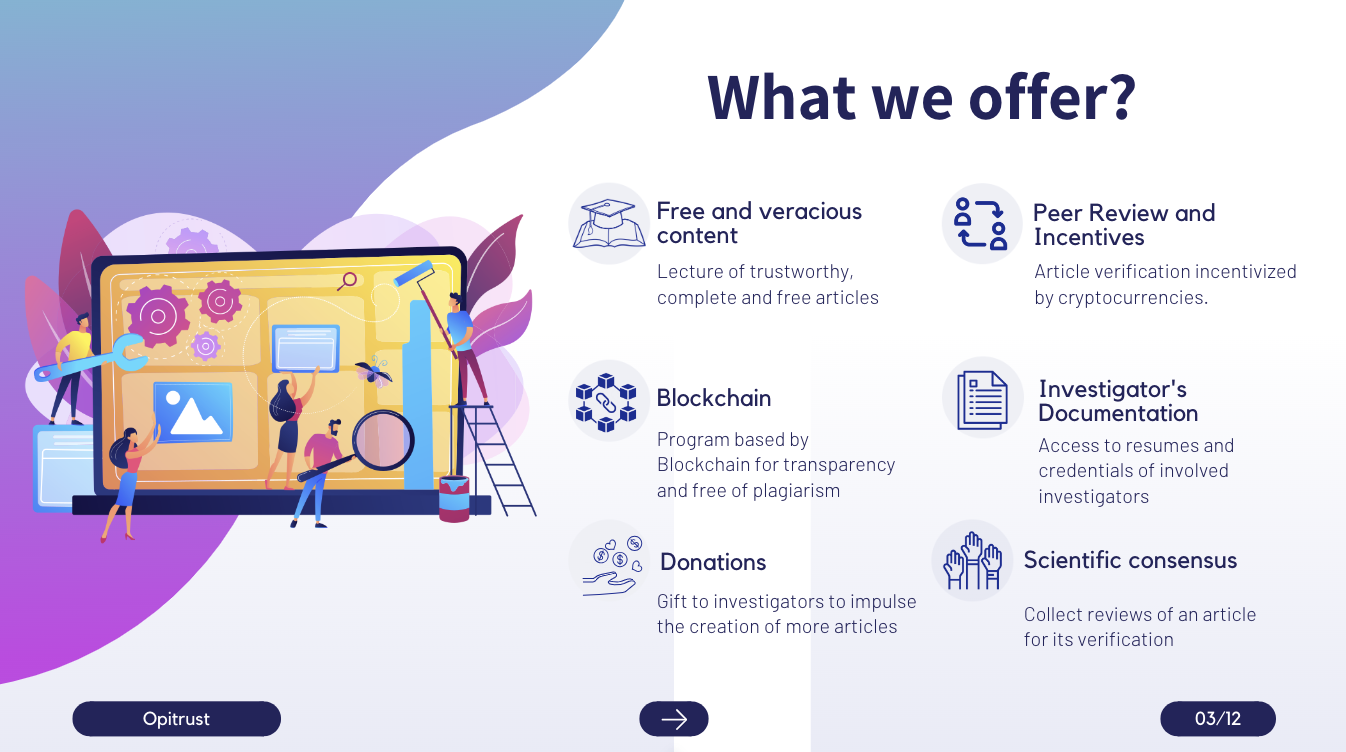 What we offer?
Free and veracious
content
Lecture of trustworthy,
complete and free articles
Peer Review and
Incentives
Article verification incentivized
by cryptocurrencies.
Blockchain
Program based by
Blockchain for transparency
and free of plagiarism
Investigator's
Documentation
Access to resumes and
credentials of involved
investigators
Donations
Gift to investigators to impulse
the creation of more articles
Scientific consensus
Collect reviews of an article
for its verification
Opitrust
03/12